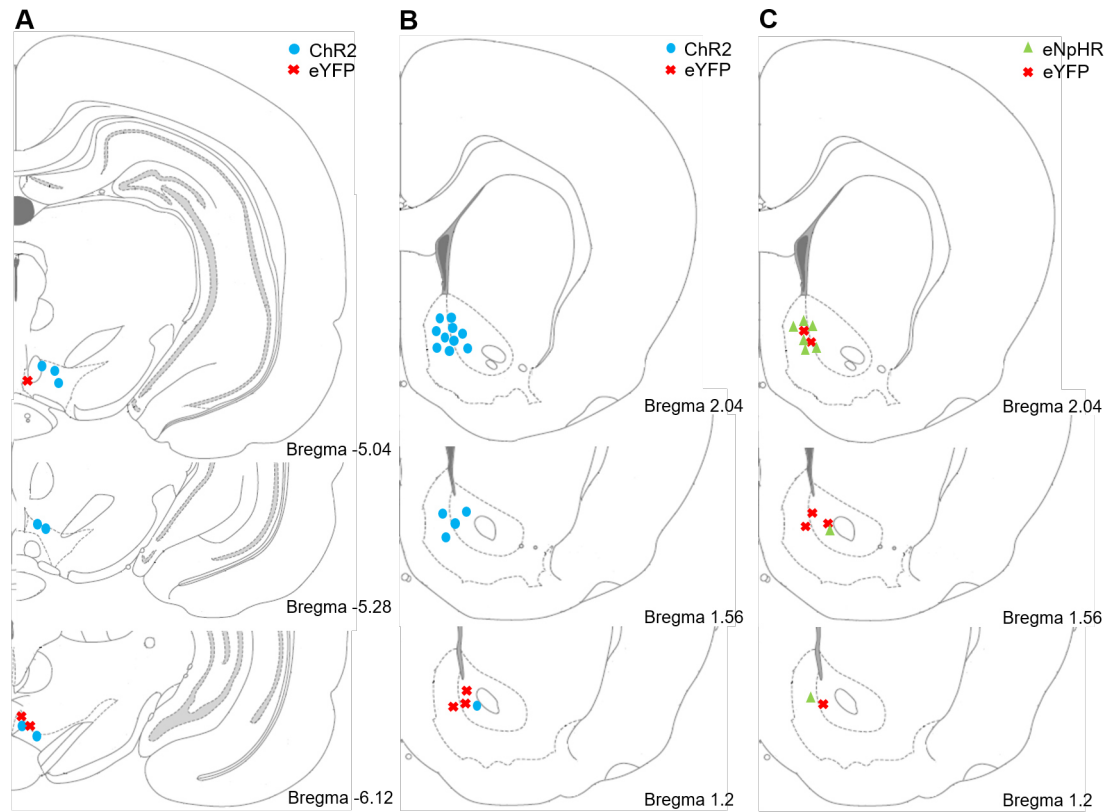 A
ChR2
eYFP
Bregma -5.04
Bregma -5.28
Bregma -6.12
B
ChR2
eYFP
Bregma 2.04
Bregma 1.56
Bregma 1.2
C
eNpHR
eYFP
Bregma 2.04
Bregma 1.56
Bregma 1.2